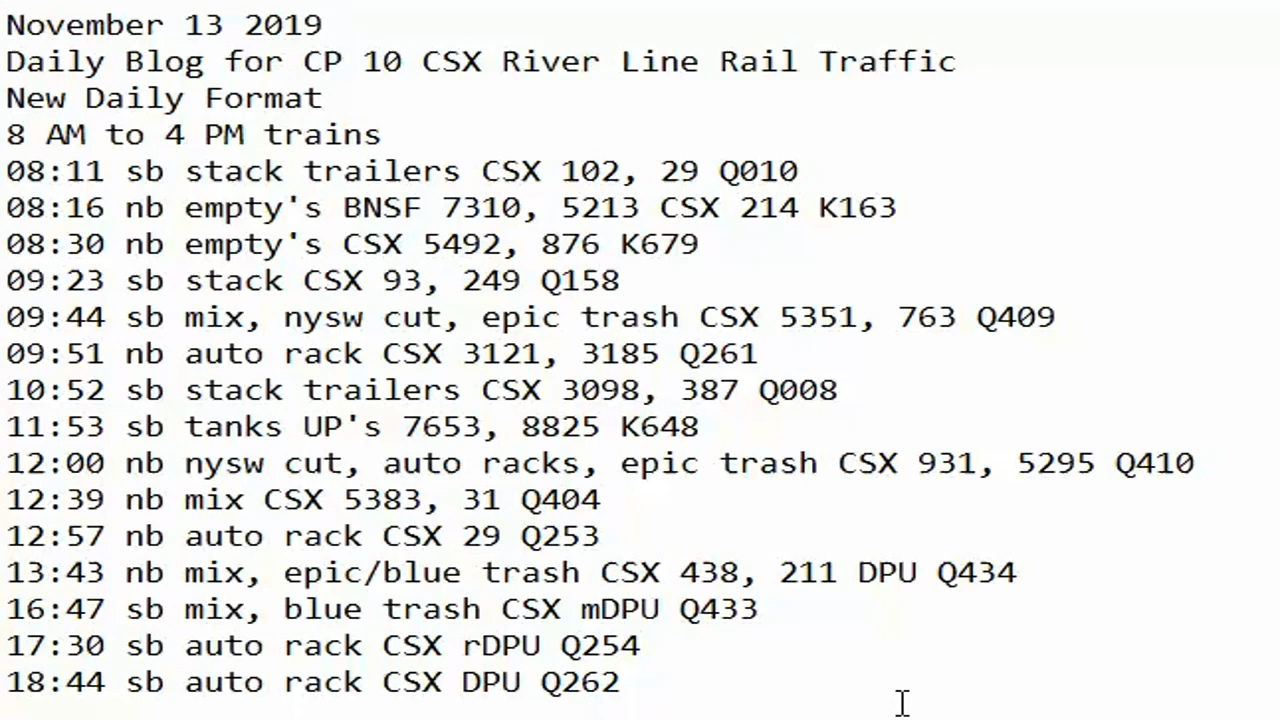 November 13 2019
Daily Blog for CP 10 CSX River Line Rail Traffic
New Daily Format
8 AM to 4 PM trains
08:11 sb stack trailers CSX 102, 29 Q010
08:16 nb empty's BNSF 7310, 5213 CSX 214 K163
08:30 nb empty's CSX 5492, 876 K679
09:23 sb stack CSX 93, 249 Q158
09:44 sb mix, nysw cut, epic trash CSX 5351, 763 Q409
09:51 nb auto rack CSX 3121, 3185 Q261
10:52 sb stack trailers CSX 3098, 387 Q008
11:53 sb tanks UP's 7653, 8825 K648
12:00 nb nysw cut, auto racks, epic trash CSX 931, 5295 Q410
12:39 nb mix CSX 5383, 31 Q404
12:57 nb auto rack CSX 29 Q253
13:43 nb mix, epic/blue trash CSX 438, 211 DPU Q434
16:47 sb mix, blue trash CSX mDPU Q433
17:30 sb auto rack CSX rDPU Q254
18:44 sb auto rack CSX DPU Q262